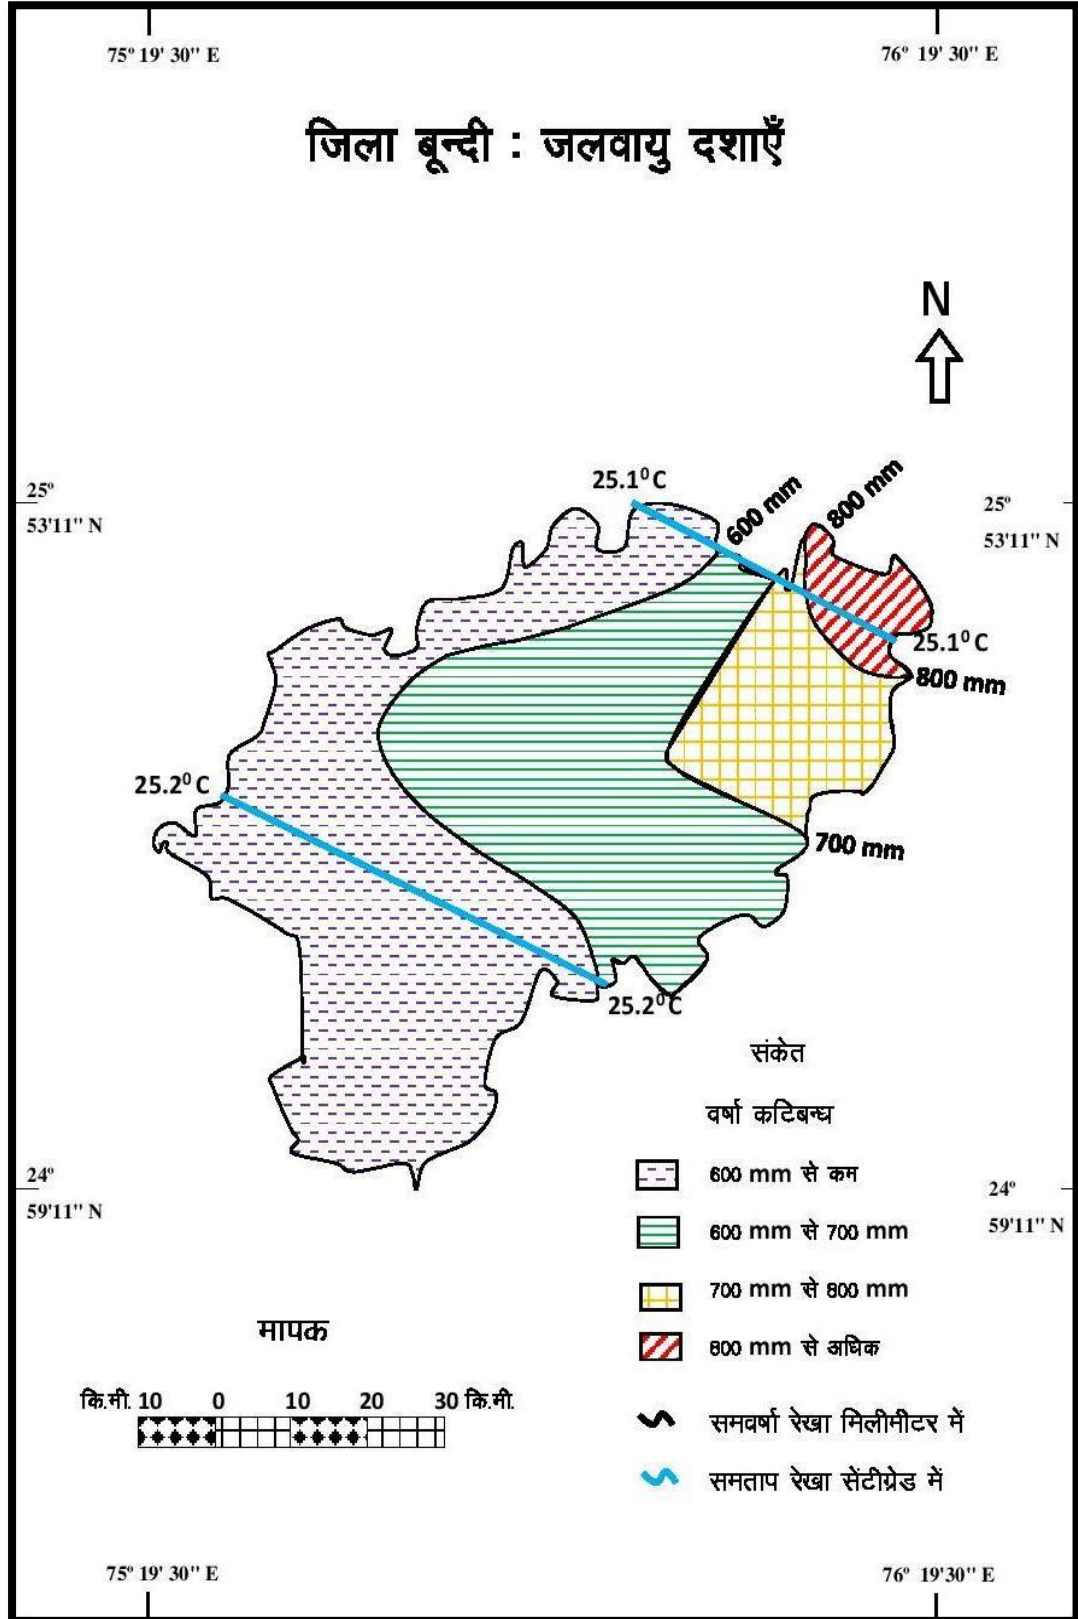 75º 19' 30" E
76º 19' 30" E
जिला बून्दी : जलवायु दशाएँ
N
25.1⁰ C
600 mm
800 mm
25º
53'11" N
25º
53'11" N
25.1⁰ C
800 mm
25.2⁰ C
700 mm
25.2⁰ C
संकेत
वर्षा कटिबन्ध
24º
59'11" N
24º
59'11" N
600 mm से कम
600 mm से 700 mm
700 mm से 800 mm
800 mm से अधिक
मापक
कि.मी. 10 0 10 20 30 कि.मी.
समवर्षा रेखा मिलीमीटर में
समताप रेखा सेंटीग्रेड में
75º 19' 30" E
76º 19'30" E